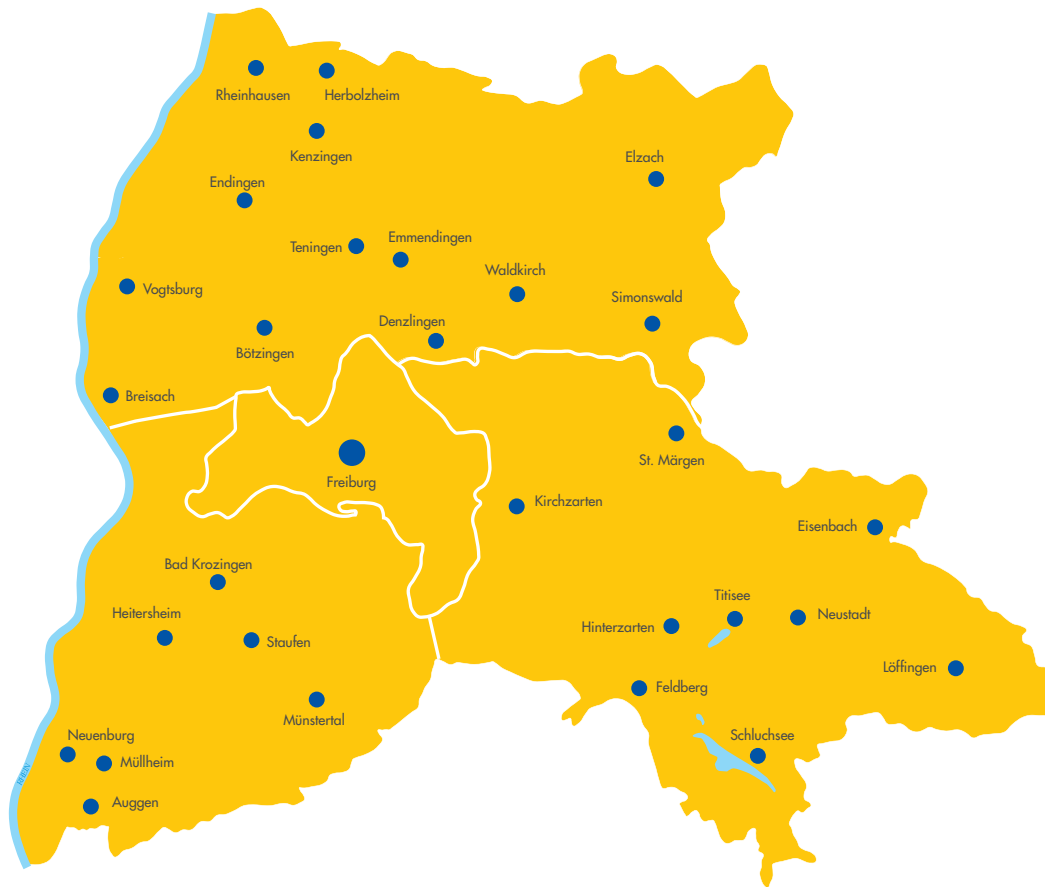 Rheinhausen
Herbolzheim
Kenzingen
Elzach
Endingen
Teningen
Emmendingen
Waldkirch
Vogtsburg
Simonswald
Denzlingen
Bötzingen
Breisach
St. Märgen
Freiburg
Kirchzarten
Eisenbach
Bad Krozingen
Titisee
Heitersheim
Neustadt
Hinterzarten
Staufen
Löffingen
Feldberg
Münstertal
Neuenburg
Schluchsee
Müllheim
RHEIN
Auggen